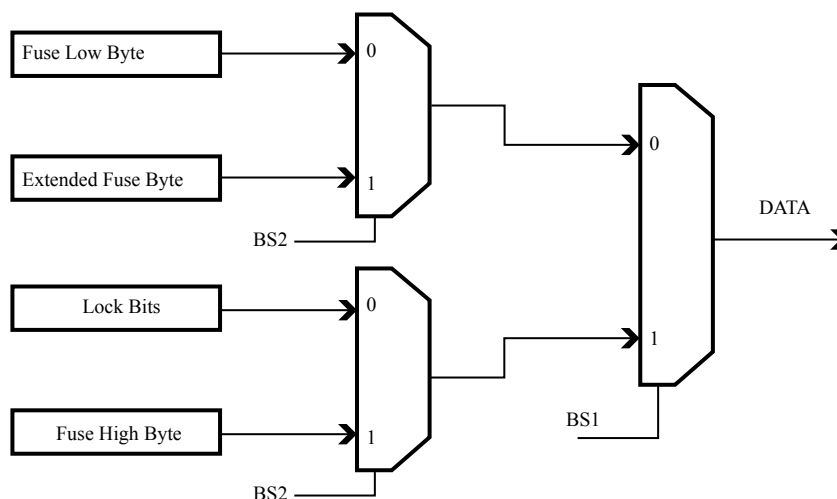 Fuse Low Byte
0
Extended Fuse Byte
1
BS2
0
DATA
Lock Bits
0
1
Fuse High Byte
1
BS1
BS2